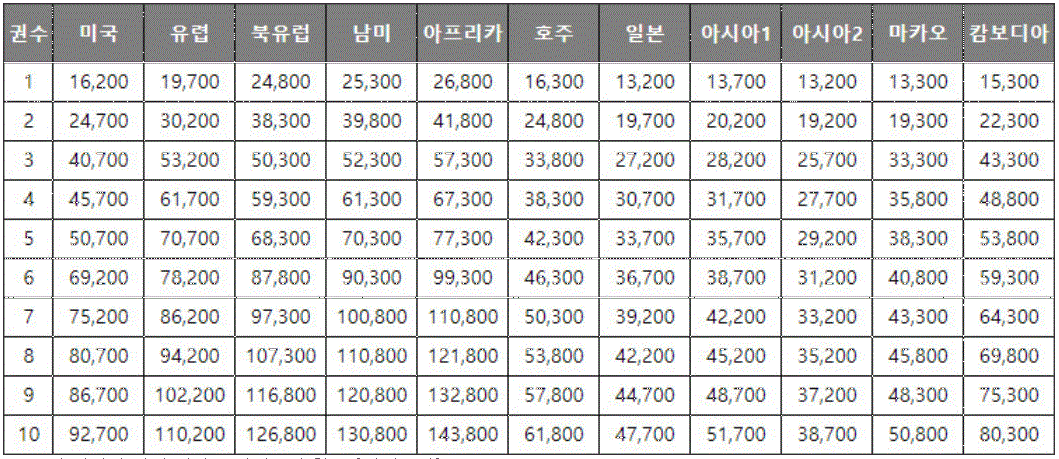 권수 미국 유럽 북유럽 남미 아프리카 호주 일본 아시아1 아시아2 마카오 캄보디아
1 16,200 19,700 24,800 25,300 26,800 16,300 13,200 13,700 13,200 13,300 15,300
2 24,700 30,200 38,300 39,800 41,800 24,800 19,700 20,200 19,200 19,300 22,300
3 40,700 53,200 50,300 52,300 57,300 33,800 27,200 28,200 25,700 33,300 43,300
4 45,700 61,700 59,300 61,300 67,300 38,300 30,700 31,700 27,700 35,800 48,800
5 50,700 70,700 68,300 70,300 77,300 42,300 33,700 35,700 29,200 38,300 53,800
6 69,200 78,200 87,800 90,300 99,300 46,300 36,700 38,700 31,200 40,800 59,300
7 75,200 86,200 97,300 100,800 110,800 50,300 39,200 42,200 33,200 43,300 64,300
8 80,700 94,200 107,300 110,800 121,800 53,800 42,200 45,200 35,200 45,800 69,800
9 86,700 102,200 116,800 120,800 132,800 57,800 44,700 48,700 37,200 48,300 75,300
10 92,700 110,200 126,800 130,800 143,800 61,800 47,700 51,700 38,700 50,800 80,300